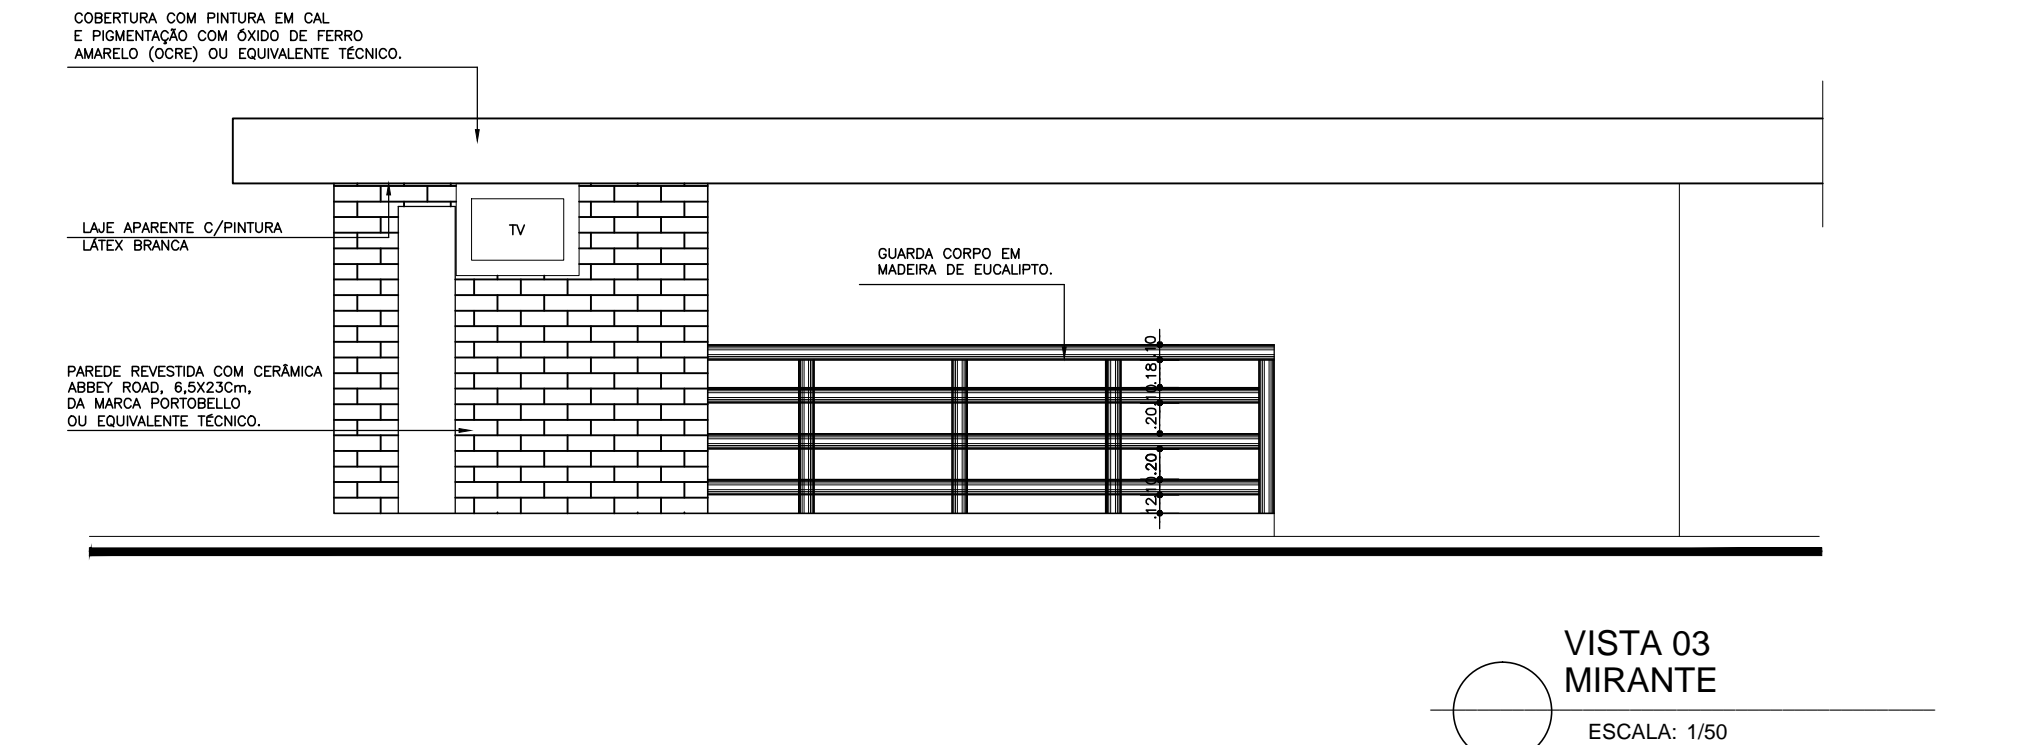 COBERTURA COM PINTURA EM CAL
E PIGMENTAÇÃO COM ÓXIDO DE FERRO
AMARELO (OCRE) OU EQUIVALENTE TÉCNICO.
LAJE APARENTE C/PINTURA
LÁTEX BRANCA
TV
GUARDA CORPO EM
MADEIRA DE EUCALIPTO.
PAREDE REVESTIDA COM CERÂMICA
ABBEY ROAD, 6,5X23Cm,
DA MARCA PORTOBELLO
OU EQUIVALENTE TÉCNICO.
.10
.18
.10
.20
.20
.10
.12
VISTA 03
MIRANTE
ESCALA: 1/50